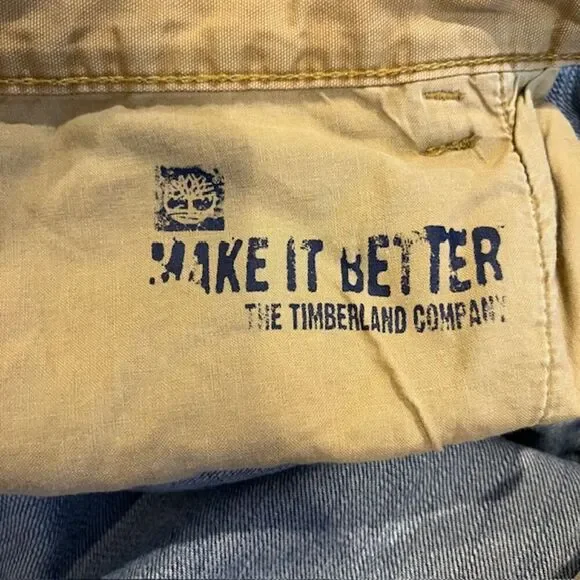 MAKE IT BETTER
THE TIMBERLAND COMPANY